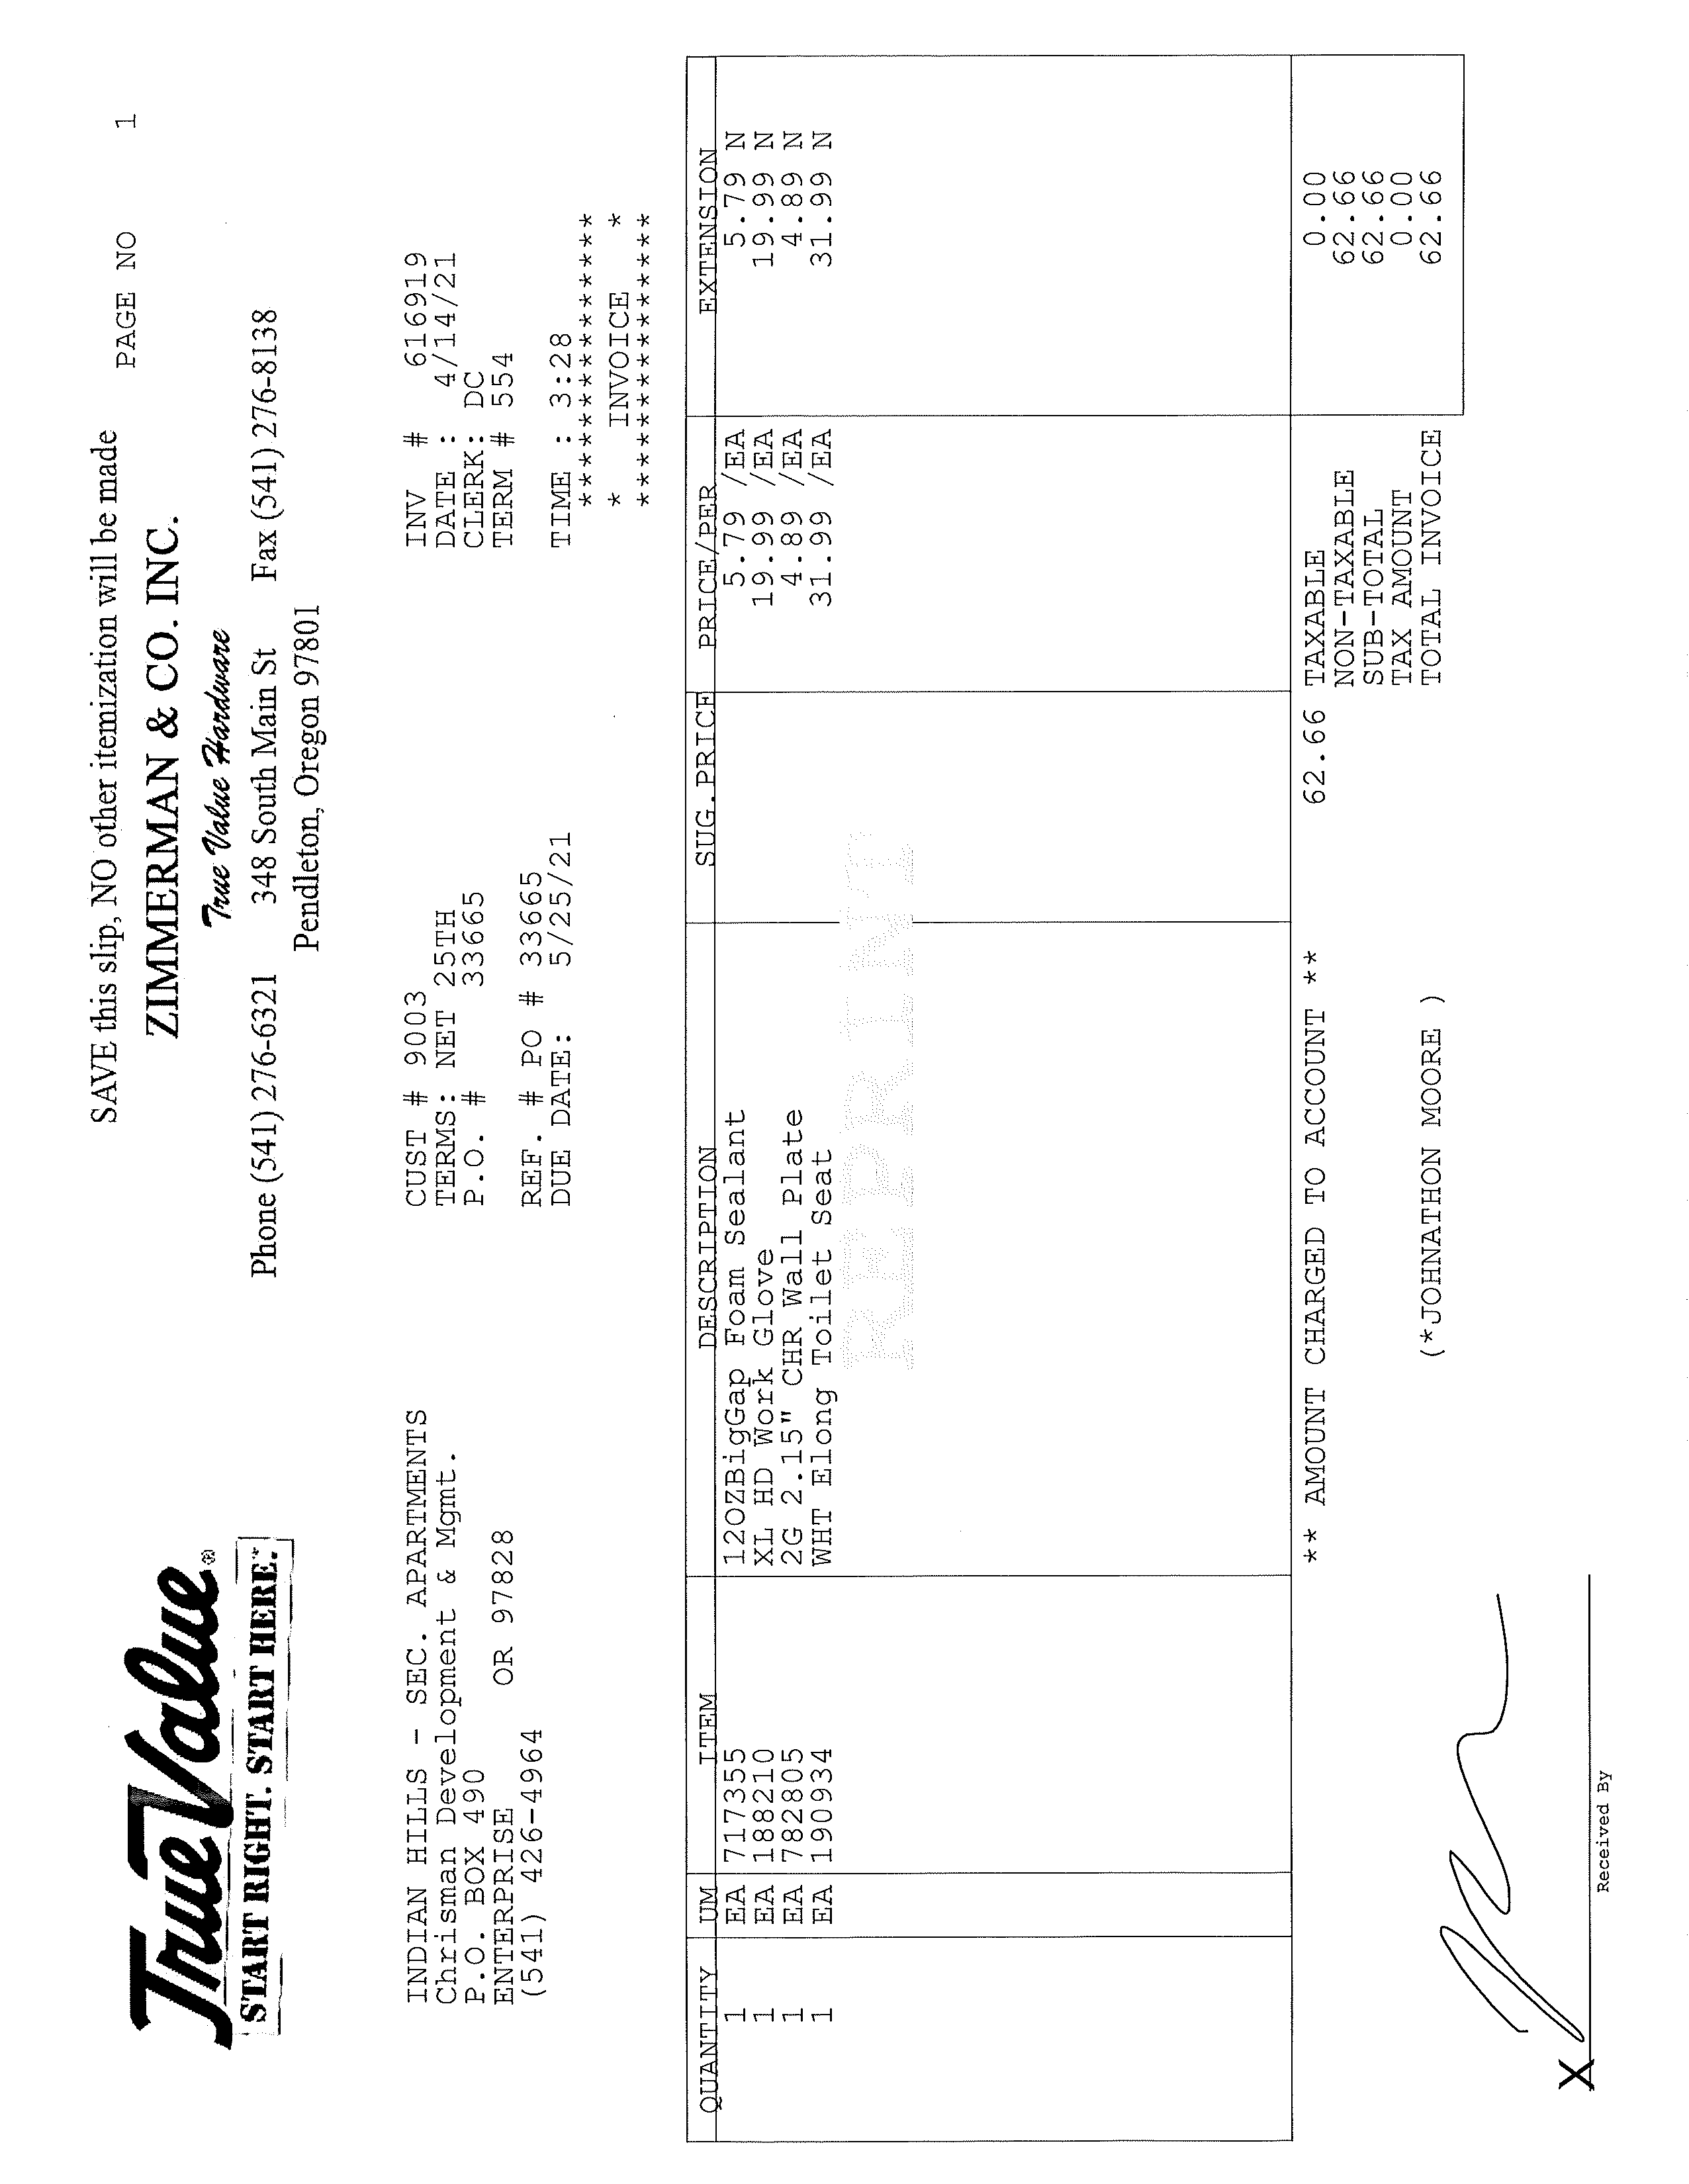 True Value®
START RIGHT. START HERE.™
SAVE this slip, NO other itemization will be made
PAGE NO 1
ZIMMERMAN & CO. INC.
True Value Hardware
Phone (541) 276-6321 348 South Main St Fax (541) 276-8138
Pendleton, Oregon 97801
INDIAN HILLS - SEC. APARTMENTS
Chrisman Development & Mgmt.
P.O. BOX 490
ENTERPRISE OR 97828
(541) 426-4964
CUST # 9003
TERMS: NET 25TH
P.O. # 33665
REF. # PO # 33665
DUE DATE: 5/25/21
INV # 616919
DATE : 4/14/21
CLERK: DC
TERM # 554
TIME : 3:28
*******************
* INVOICE *
*******************
QUANTITY UM ITEM DESCRIPTION SUG.PRICE PRICE/PER EXTENSION
1 EA 717355 12OZBigGap Foam Sealant 5.79 /EA 5.79 N
1 EA 188210 XL HD Work Glove 19.99 /EA 19.99 N
1 EA 782805 2G 2.15" CHR Wall Plate 4.89 /EA 4.89 N
1 EA 190934 WHT Elong Toilet Seat 31.99 /EA 31.99 N
REPRINT
** AMOUNT CHARGED TO ACCOUNT ** 62.66 TAXABLE 0.00
NON-TAXABLE 62.66
SUB-TOTAL 62.66
TAX AMOUNT 0.00
(*JOHNATHON MOORE ) TOTAL INVOICE 62.66
X
Received By